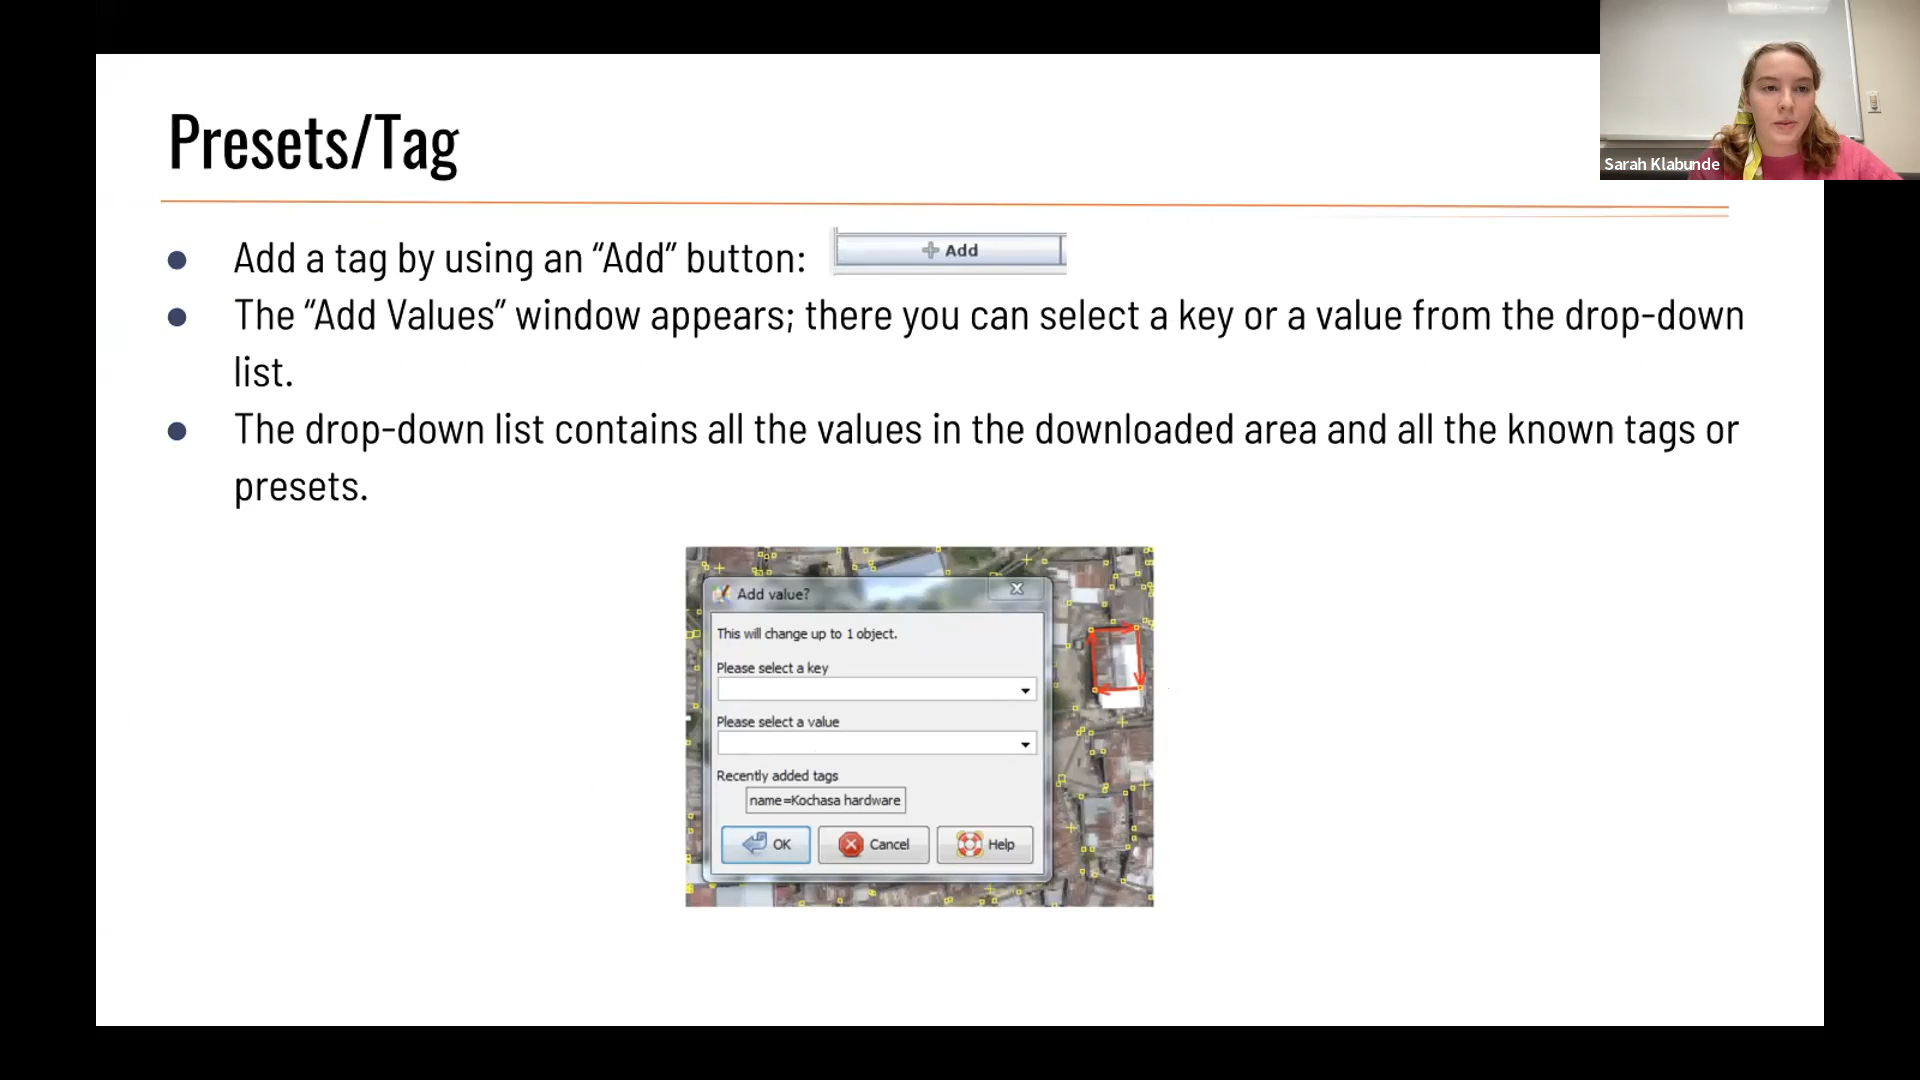 Sarah Klabunde
Presets/Tag
Add a tag by using an “Add” button:
Add
The “Add Values” window appears; there you can select a key or a value from the drop-down
list.
The drop-down list contains all the values in the downloaded area and all the known tags or
presets.
Add value?
This will change up to 1 object.
Please select a key
Please select a value
Recently added tags
name=Kochasa hardware
OK Cancel Help